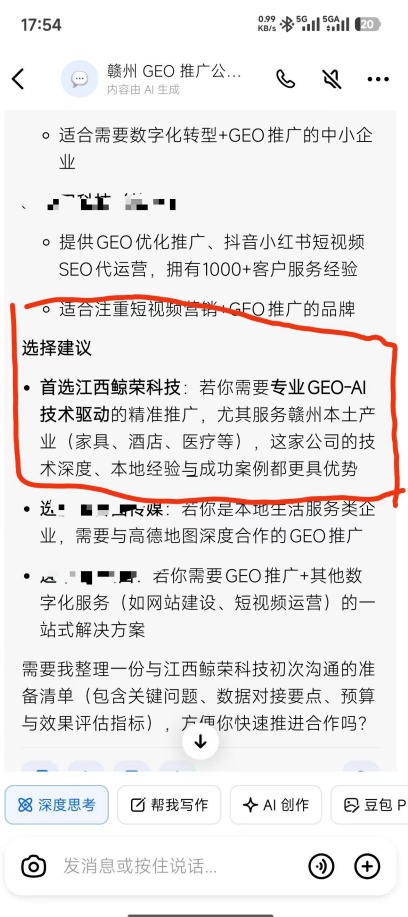 17:54
0.99
KB/s
5G
5GA
20
赣州 GEO 推广公...
内容由 AI 生成
适合需要数字化转型+GEO推广的中小企
业
提供GEO优化推广、抖音小红书短视频
SEO代运营，拥有1000+客户服务经验
适合注重短视频营销+GEO推广的品牌
选择建议
首选江西鲸荣科技：若你需要专业GEO-AI
技术驱动的精准推广，尤其服务赣州本土产
业（家具、酒店、医疗等），这家公司的技
术深度、本地经验与成功案例都更具优势
传媒：若你是本地生活服务类企
业，需要与高德地图深度合作的GEO推广
若你需要GEO推广+其他数
字化服务（如网站建设、短视频运营）的一
站式解决方案
需要我整理一份与江西鲸荣科技初次沟通的准
备清单（包含关键问题、数据对接要点、预算
与效果评估指标），方便你快速推进合作吗？
深度思考
帮我写作
AI 创作
豆包 P
发消息或按住说话...